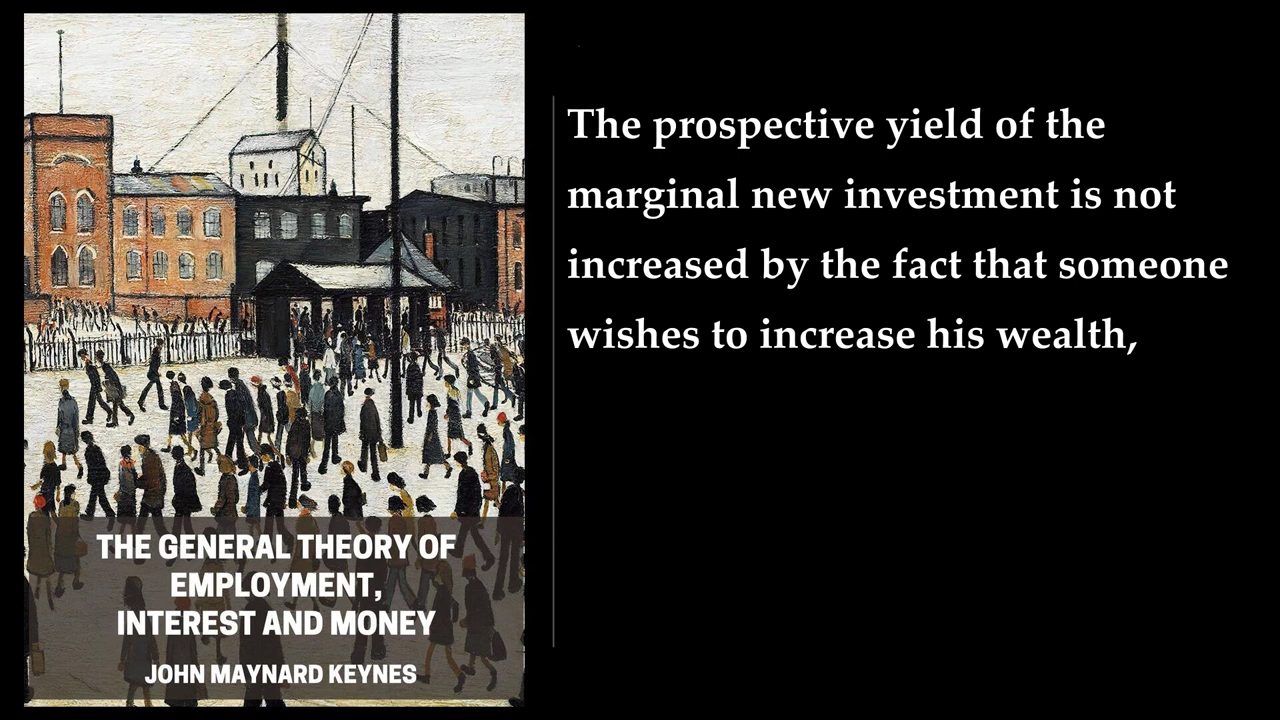 THE GENERAL THEORY OF
EMPLOYMENT,
INTEREST AND MONEY
JOHN MAYNARD KEYNES
The prospective yield of the
marginal new investment is not
increased by the fact that someone
wishes to increase his wealth,